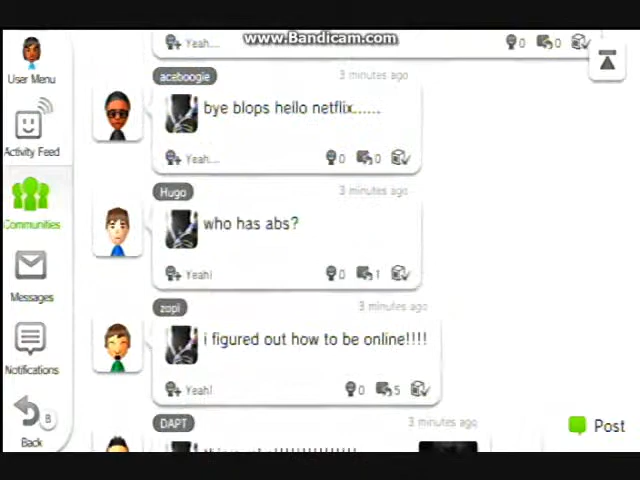 www.Bandicam.com
Yeah...
0
0
User Menu
aceboogie
3 minutes ago
bye blops hello netflix......
Yeah...
0
0
Activity Feed
Hugo
3 minutes ago
who has abs?
Yeah!
0
1
Communities
Messages
zopi
3 minutes ago
i figured out how to be online!!!!
Yeah!
0
5
Notifications
DAPT
3 minutes ago
B
Back
Post